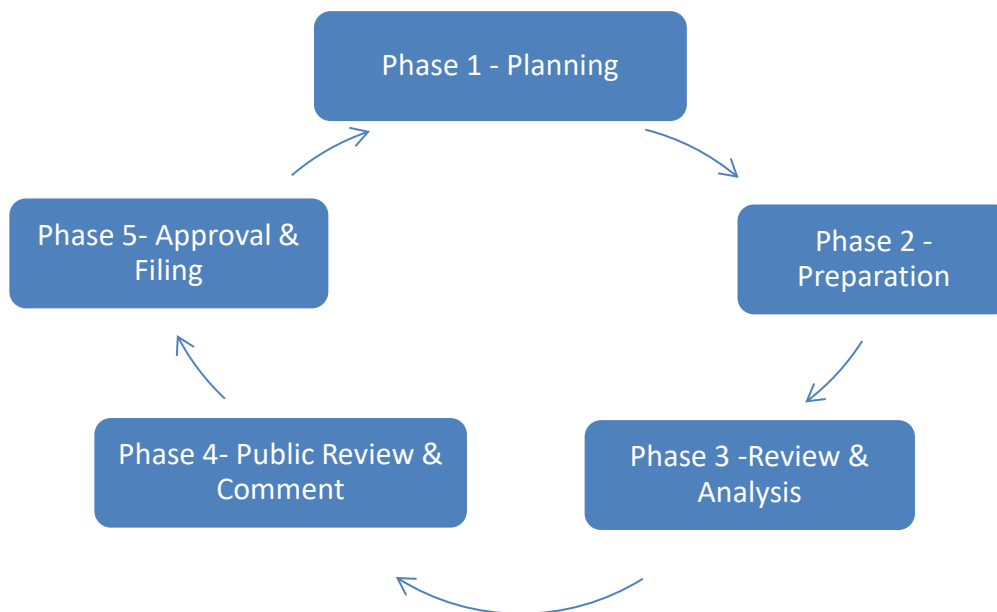 Phase 1 - Planning
Phase 2 -
Preparation
Phase 3 -Review &
Analysis
Phase 4- Public Review &
Comment
Phase 5- Approval &
Filing